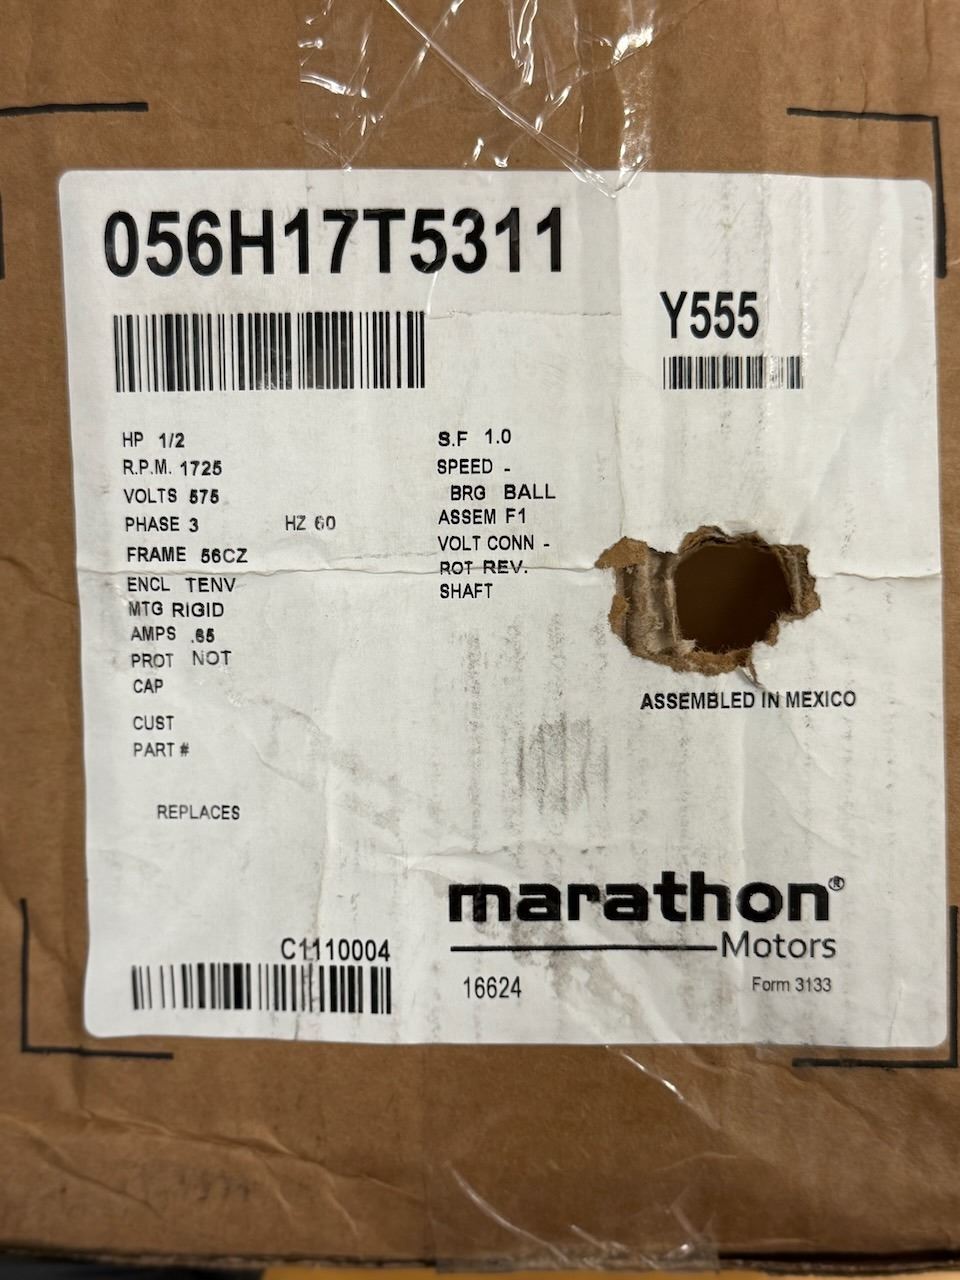 056H17T5311
Y555
HP 1/2
R.P.M. 1725
VOLTS 575
PHASE 3 HZ 60
FRAME 56CZ
ENCL TENV
MTG RIGID
AMPS .65
PROT NOT
CAP
CUST
PART #
REPLACES
S.F 1.0
SPEED -
BRG BALL
ASSEM F1
VOLT CONN -
ROT REV.
SHAFT
ASSEMBLED IN MEXICO
C1110004
marathon®
Motors
16624
Form 3133